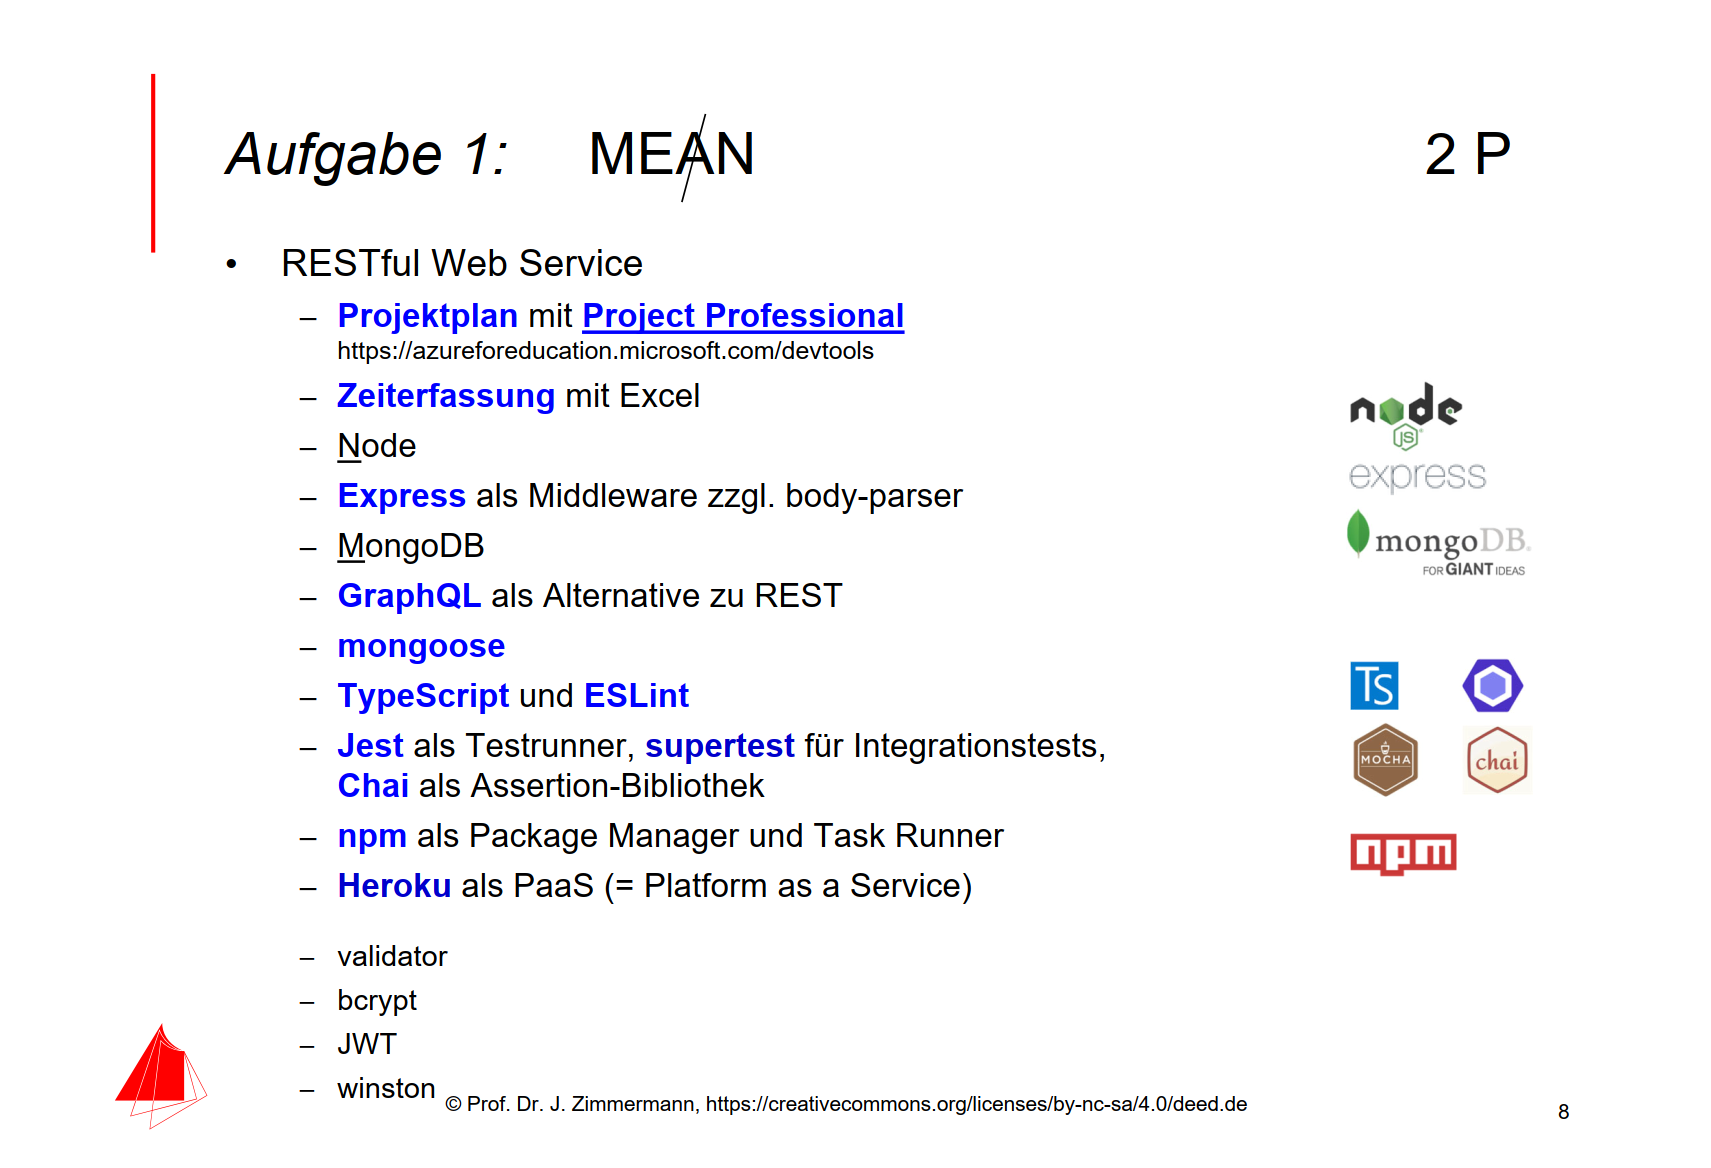 Aufgabe 1: MEAN 2 P
• RESTful Web Service
– Projektplan mit Project Professional
https://azureforeducation.microsoft.com/devtools
– Zeiterfassung mit Excel
– Node
– Express als Middleware zzgl. body-parser
– MongoDB
– GraphQL als Alternative zu REST
– mongoose
– TypeScript und ESLint
– Jest als Testrunner, supertest für Integrationstests,
Chai als Assertion-Bibliothek
– npm als Package Manager und Task Runner
– Heroku als PaaS (= Platform as a Service)
– validator
– bcrypt
– JWT
– winston
node
JS
express
mongoDB
FOR GIANT IDEAS
TS
MOCHA chai
npm
© Prof. Dr. J. Zimmermann, https://creativecommons.org/licenses/by-nc-sa/4.0/deed.de
8